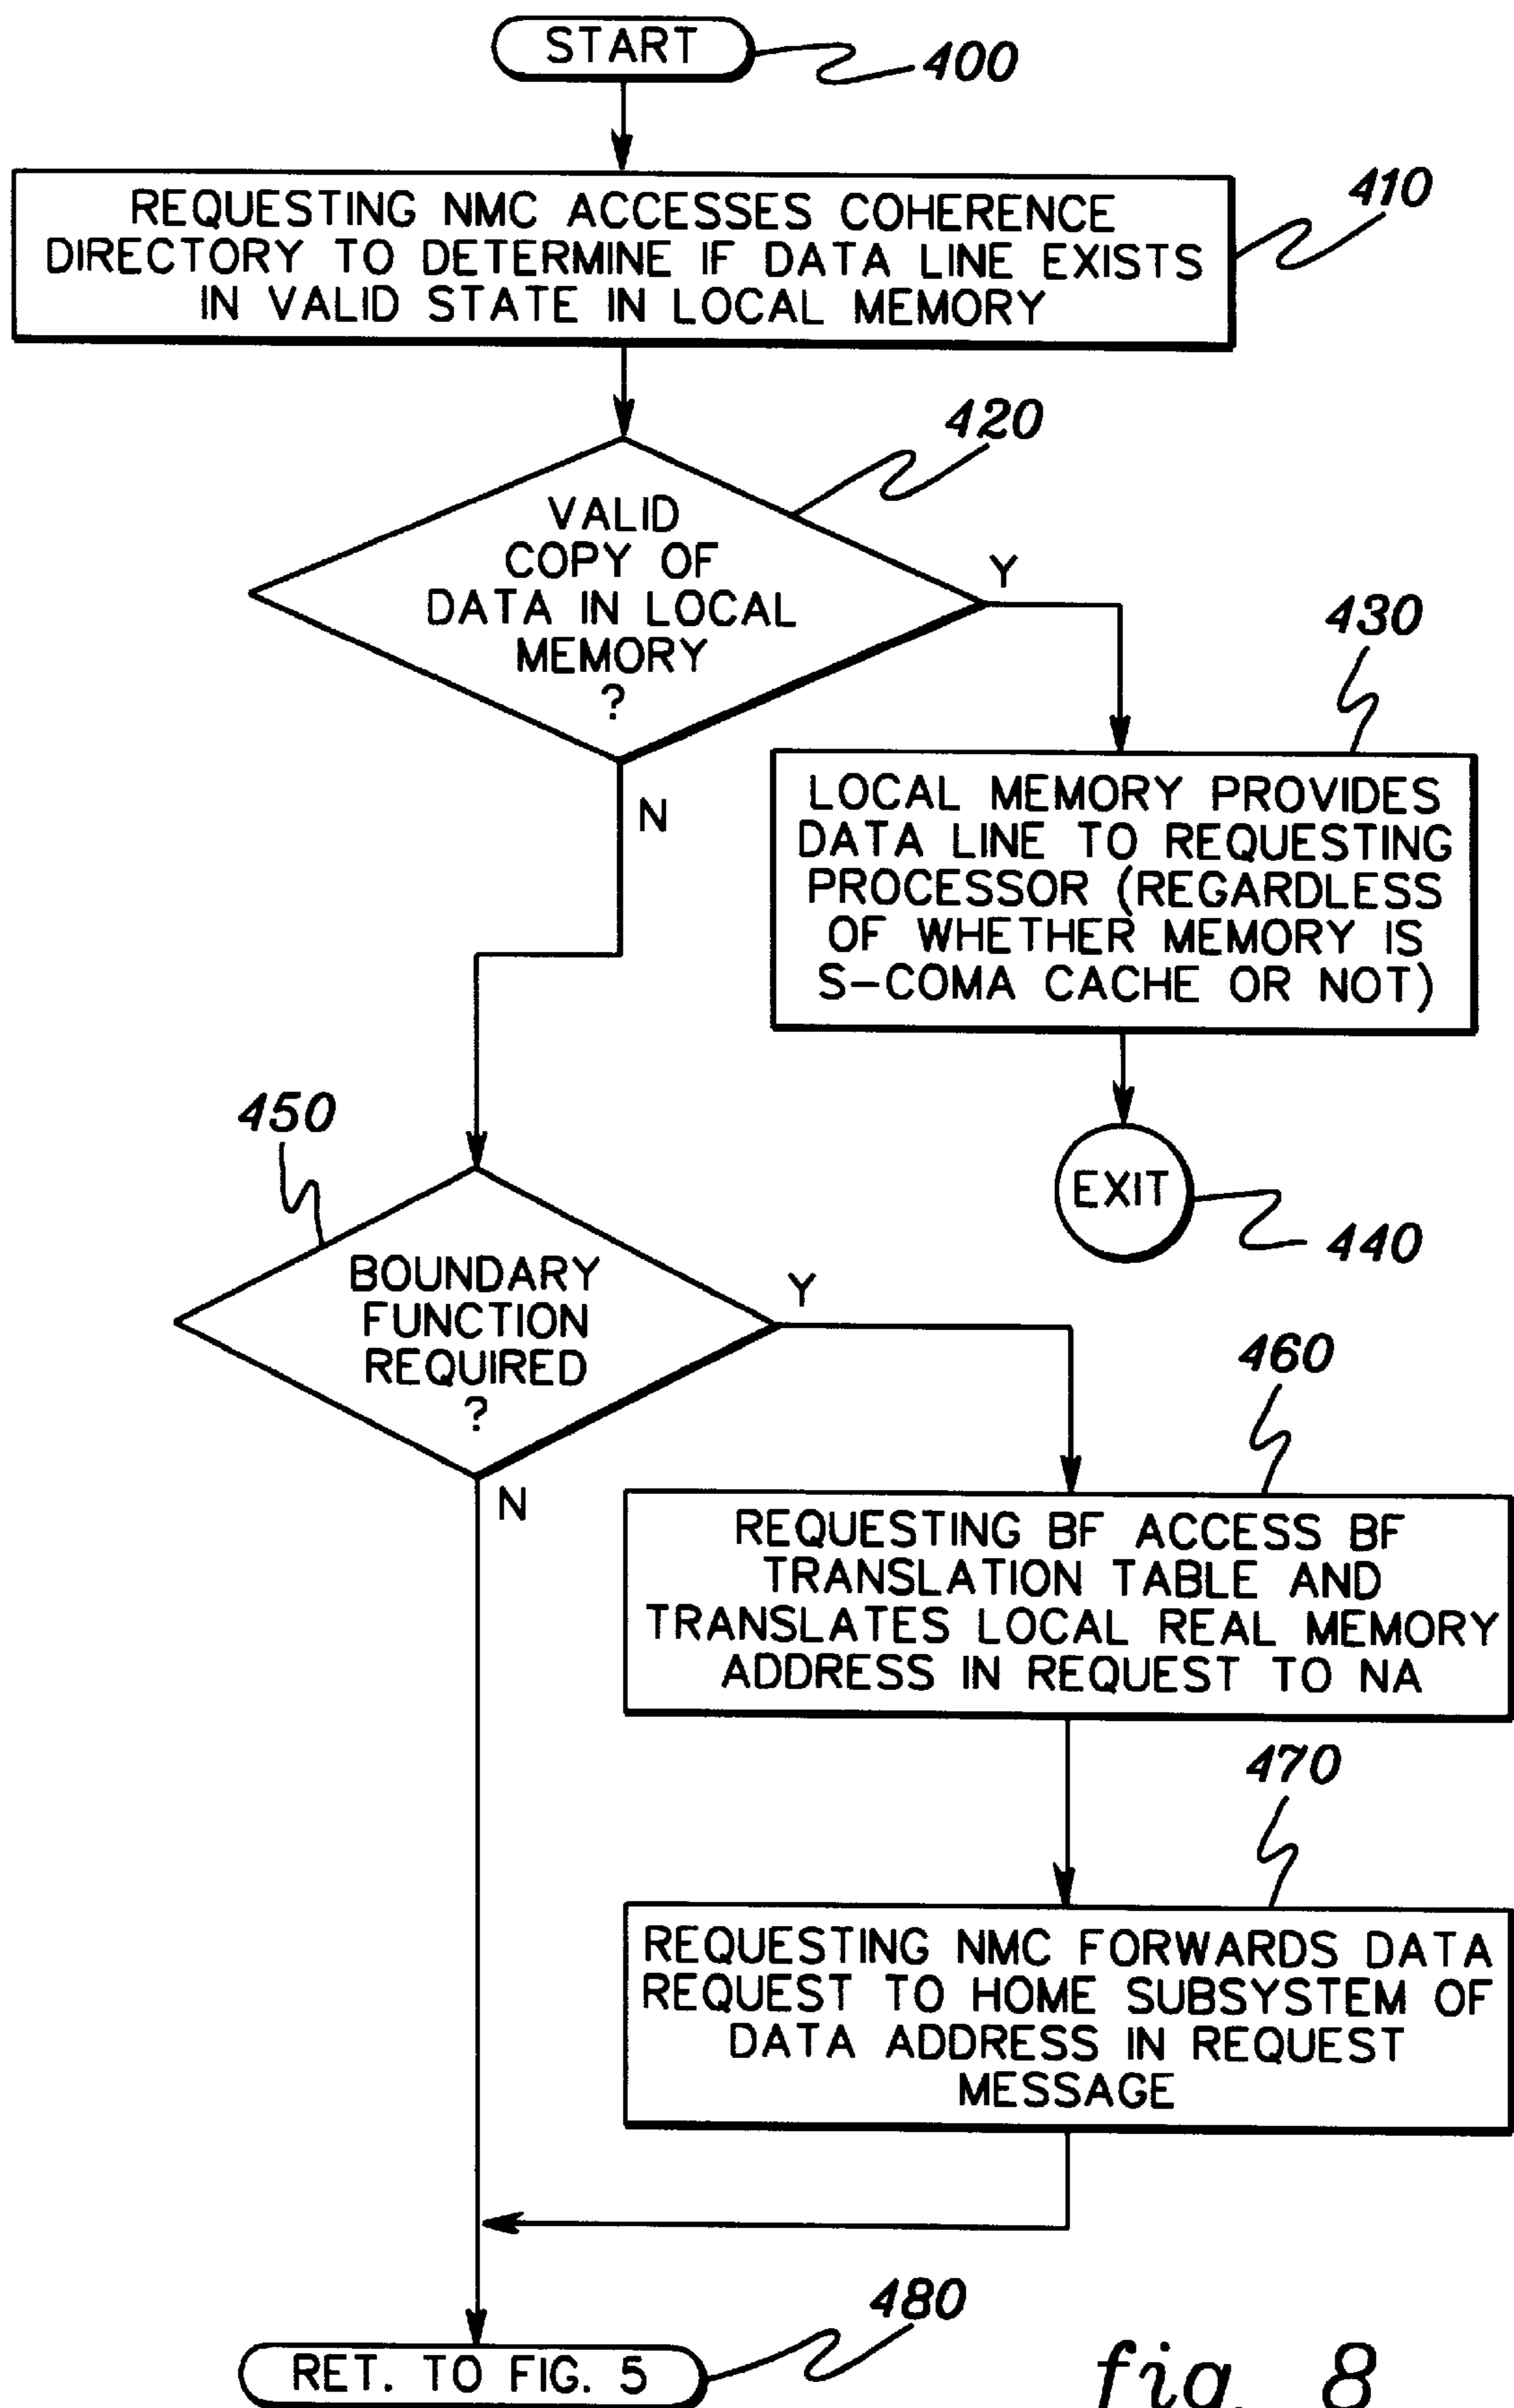 START
400
REQUESTING NMC ACCESSES COHERENCE
DIRECTORY TO DETERMINE IF DATA LINE EXISTS
IN VALID STATE IN LOCAL MEMORY
410
420
VALID
COPY OF
DATA IN LOCAL
MEMORY
?
Y
N
430
LOCAL MEMORY PROVIDES
DATA LINE TO REQUESTING
PROCESSOR (REGARDLESS
OF WHETHER MEMORY IS
S-COMA CACHE OR NOT)
EXIT
440
450
BOUNDARY
FUNCTION
REQUIRED
?
Y
N
460
REQUESTING BF ACCESS BF
TRANSLATION TABLE AND
TRANSLATES LOCAL REAL MEMORY
ADDRESS IN REQUEST TO NA
470
REQUESTING NMC FORWARDS DATA
REQUEST TO HOME SUBSYSTEM OF
DATA ADDRESS IN REQUEST
MESSAGE
480
RET. TO FIG. 5
fig. 8